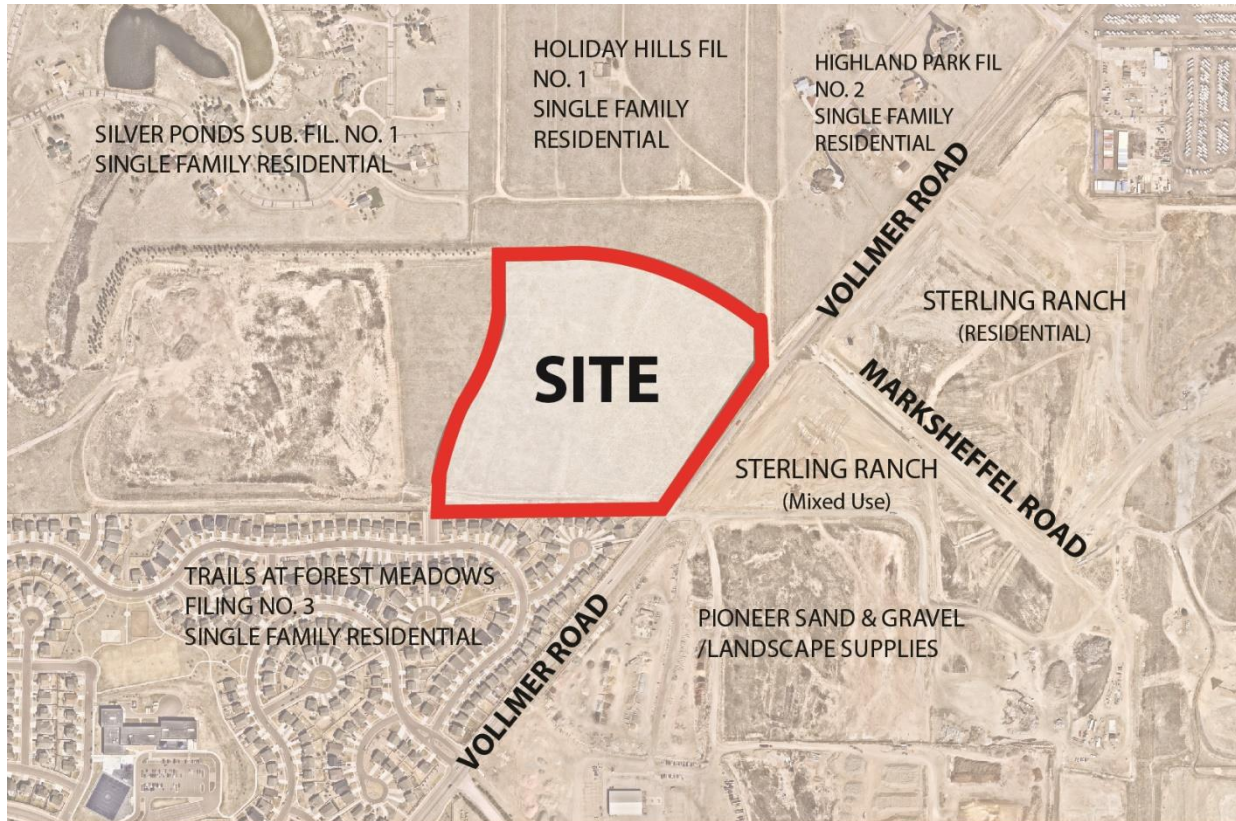 SILVER PONDS SUB. FIL. NO. 1
SINGLE FAMILY RESIDENTIAL
HOLIDAY HILLS FIL
NO. 1
SINGLE FAMILY
RESIDENTIAL
HIGHLAND PARK FIL
NO. 2
SINGLE FAMILY
RESIDENTIAL
VOLLMER ROAD
STERLING RANCH
(RESIDENTIAL)
SITE
MARKSHEFFEL ROAD
STERLING RANCH
(Mixed Use)
TRAILS AT FOREST MEADOWS
FILING NO. 3
SINGLE FAMILY RESIDENTIAL
VOLLMER ROAD
PIONEER SAND & GRAVEL
/LANDSCAPE SUPPLIES